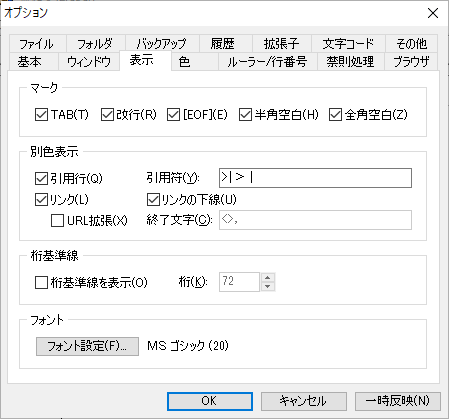 オプション
ファイル フォルダ バックアップ 履歴 拡張子 文字コード その他
基本 ウィンドウ 表示 色 ルーラー/行番号 禁則処理 ブラウザ
マーク
TAB(T) 改行(R) [EOF](E) 半角空白(H) 全角空白(Z)
別色表示
引用行(Q) 引用符(Y): >|＞｜
リンク(L) リンクの下線(U)
URL拡張(X) 終了文字(C): <>,
桁基準線
桁基準線を表示(O) 桁(K): 72
フォント
フォント設定(F)... MS ゴシック (20)
OK キャンセル 一時反映(N)